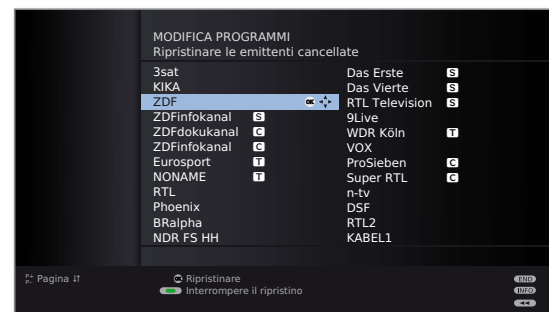 MODIFICA PROGRAMMI
Ripristinare le emittenti cancellate
3sat
KIKA
ZDF OK
ZDFinfokanal S
ZDFdokukanal C
ZDFinfokanal C
Eurosport T
NONAME T
RTL
Phoenix
BRalpha
NDR FS HH
Das Erste S
Das Vierte S
RTL Television S
9Live
WDR Köln T
VOX
ProSieben C
Super RTL C
n-tv
DSF
RTL2
KABEL1
P+ P- Pagina ↓↑
OK Ripristinare
Interrompere il ripristino
END
INFO